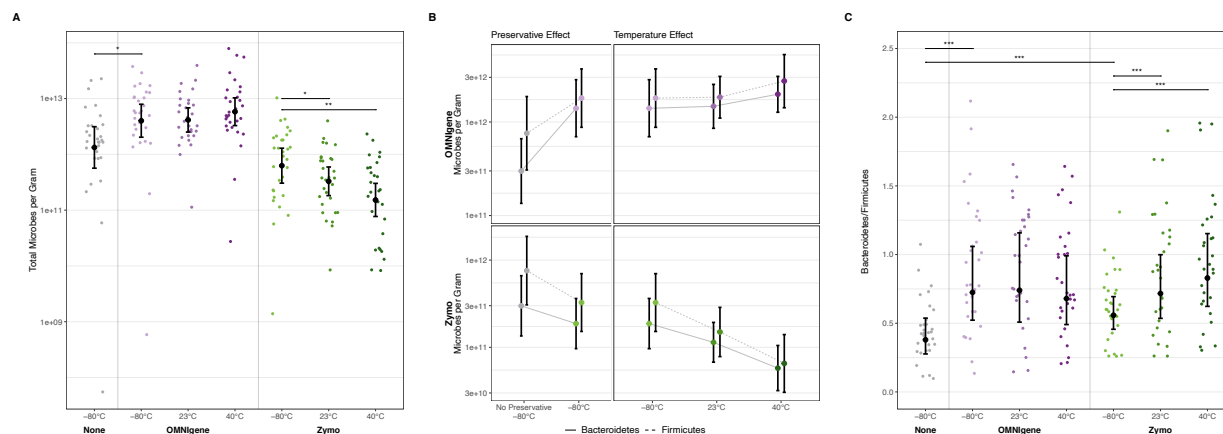 A
Total Microbes per Gram
1e+13
1e+11
1e+09
*
*
**
−80°C
−80°C
23°C
40°C
−80°C
23°C
40°C
None
OMNIgene
Zymo
B
Preservative Effect
Temperature Effect
OMNIgene
Microbes per Gram
3e+12
1e+12
3e+11
1e+11
Zymo
Microbes per Gram
1e+12
3e+11
1e+11
3e+10
No Preservative
−80°C
−80°C
−80°C
23°C
40°C
Bacteroidetes
Firmicutes
C
Bacteroidetes/Firmicutes
2.5
2.0
1.5
1.0
0.5
0.0
***
***
***
***
−80°C
−80°C
23°C
40°C
−80°C
23°C
40°C
None
OMNIgene
Zymo